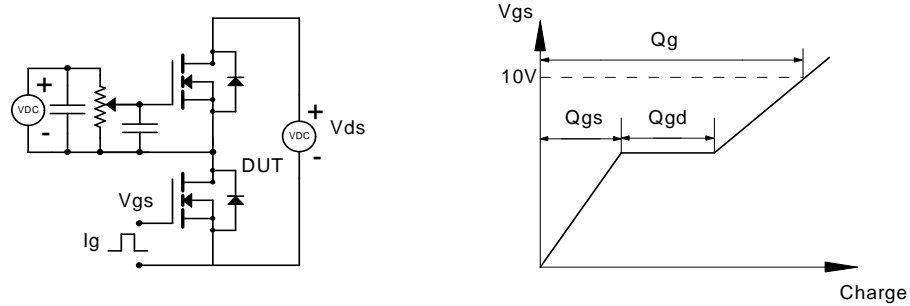 +
VDC
-
+
VDC
-
Vds
DUT
Vgs
Ig
Vgs
Qg
10V
Qgs
Qgd
Charge